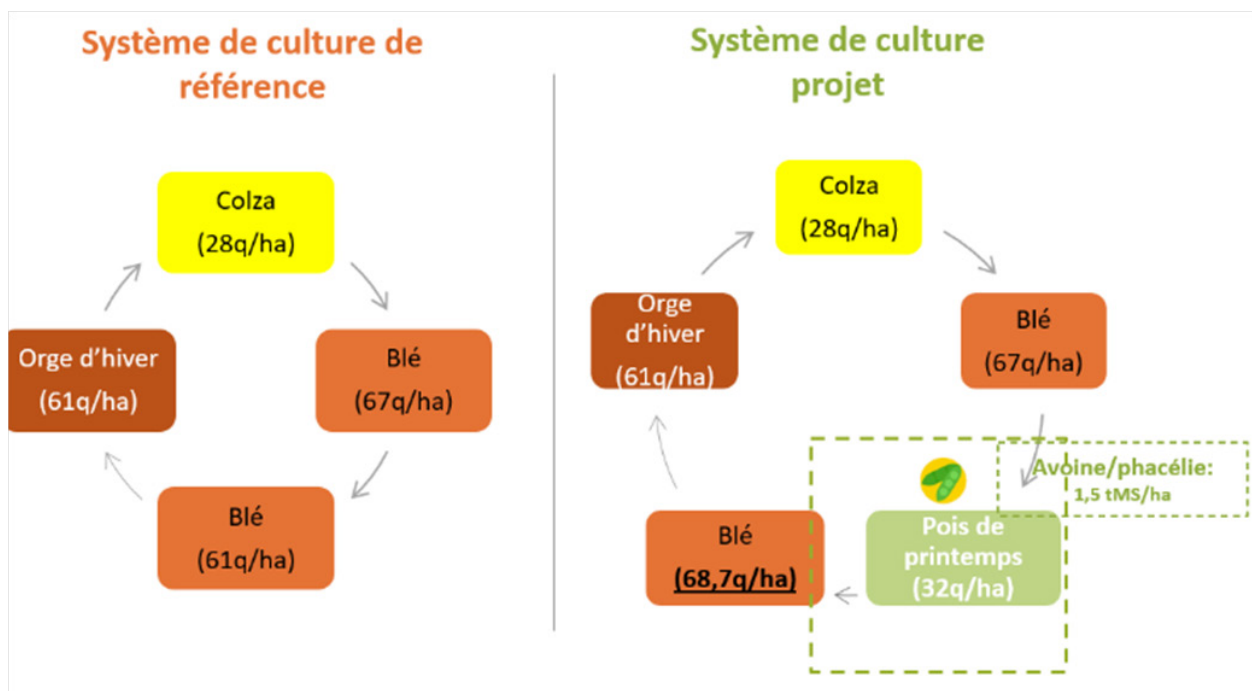 Système de culture de
référence
Colza
(28q/ha)
Orge d'hiver
(61q/ha)
Blé
(67q/ha)
Blé
(61q/ha)
Système de culture
projet
Colza
(28q/ha)
Orge
d'hiver
(61q/ha)
Blé
(67q/ha)
Avoine/phacélie:
1,5 tMS/ha
Blé
(68,7q/ha)
Pois de
printemps
(32q/ha)